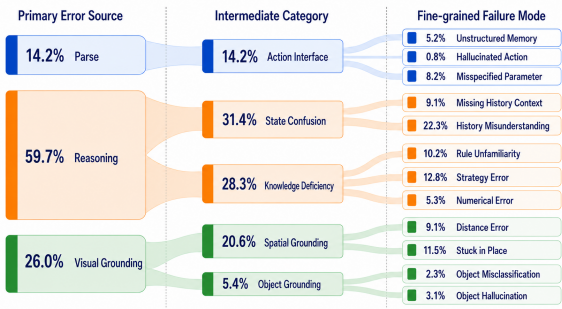 Primary Error Source
Intermediate Category
Fine-grained Failure Mode
14.2% Parse
59.7% Reasoning
26.0% Visual Grounding
14.2% Action Interface
31.4% State Confusion
28.3% Knowledge Deficiency
20.6% Spatial Grounding
5.4% Object Grounding
5.2% Unstructured Memory
0.8% Hallucinated Action
8.2% Misspecified Parameter
9.1% Missing History Context
22.3% History Misunderstanding
10.2% Rule Unfamiliarity
12.8% Strategy Error
5.3% Numerical Error
9.1% Distance Error
11.5% Stuck in Place
2.3% Object Misclassification
3.1% Object Hallucination